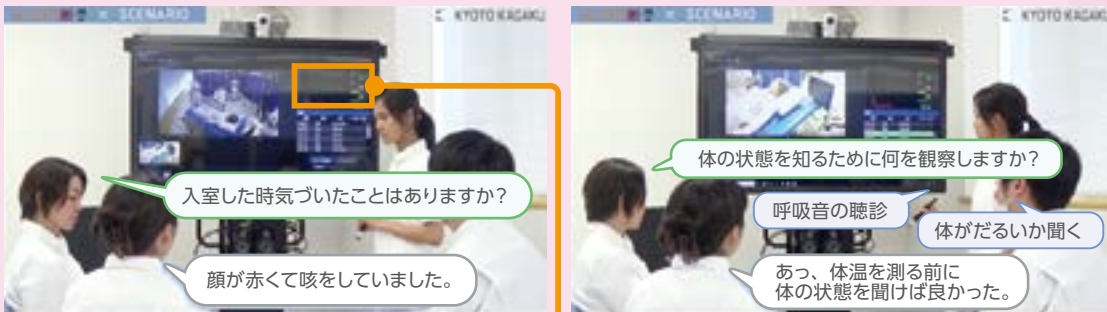 × SCENARIO
KYOTO KAGAKU
入室した時気づいたことはありますか?
顔が赤くて咳をしていました。
× SCENARIO
KYOTO KAGAKU
体の状態を知るために何を観察しますか?
呼吸音の聴診
体がだるいか聞く
あっ、体温を測る前に
体の状態を聞けば良かった。